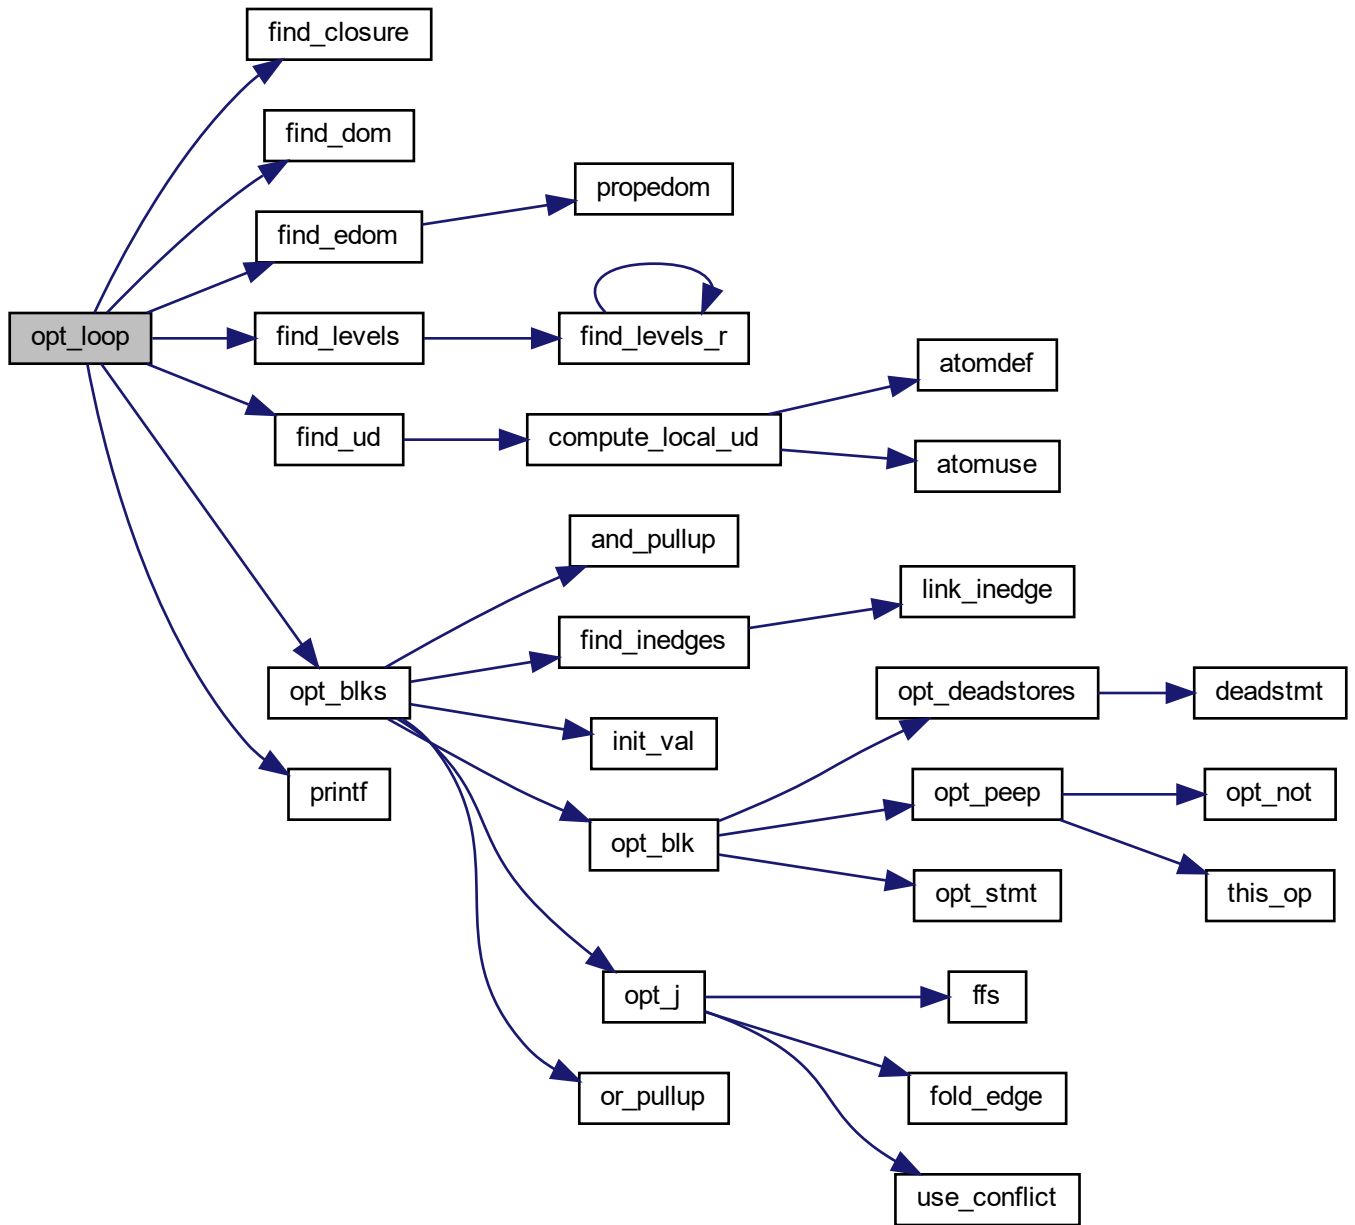 find_closure
find_dom
propedom
find_edom
opt_loop
find_levels
find_levels_r
atomdef
find_ud
compute_local_ud
atomuse
and_pullup
link_inedge
find_inedges
opt_blks
opt_deadstores
deadstmt
init_val
printf
opt_peep
opt_not
opt_blk
opt_stmt
this_op
opt_j
ffs
or_pullup
fold_edge
use_conflict